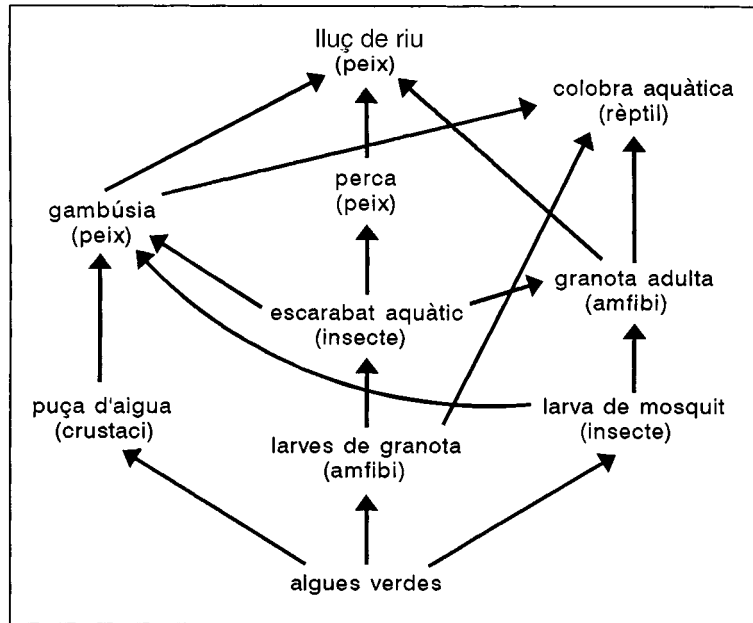 lluç de riu
(peix)
colobra aquàtica
(rèptil)
perca
(peix)
gambúsia
(peix)
granota adulta
(amfibi)
escarabat aquàtic
(insecte)
puça d'aigua
(crustaci)
larva de mosquit
(insecte)
larves de granota
(amfibi)
algues verdes